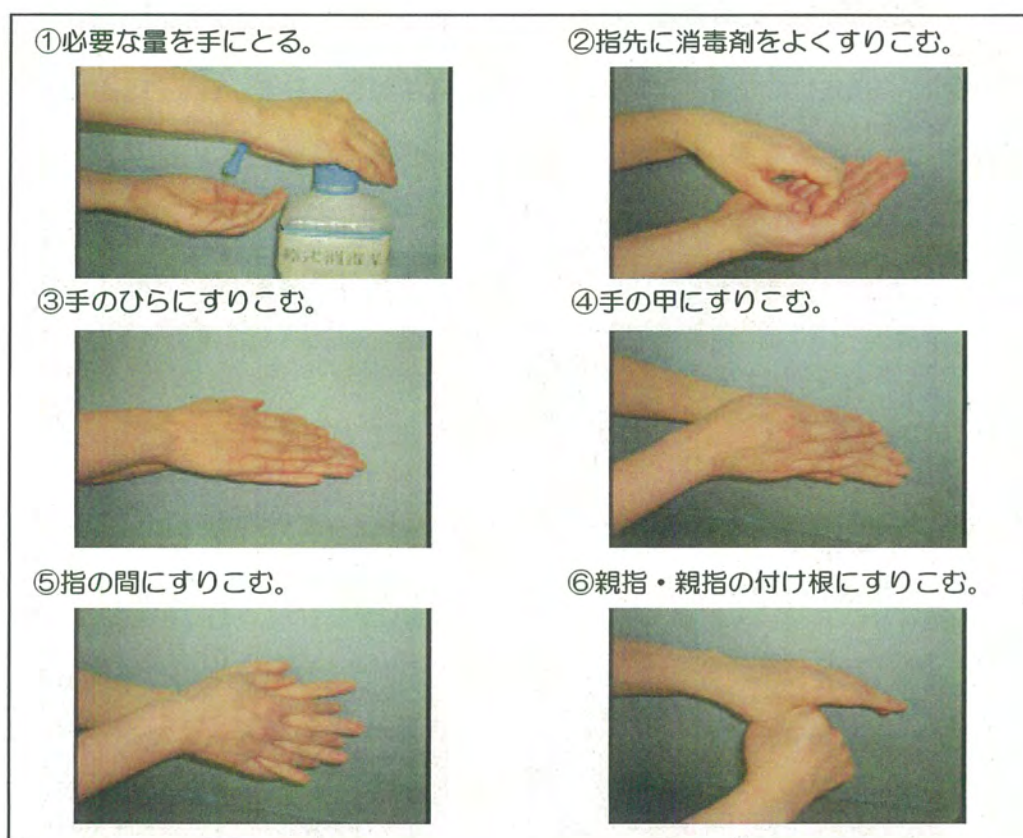 ①必要な量を手にとる。
②指先に消毒剤をよくすりこむ。
③手のひらにすりこむ。
④手の甲にすりこむ。
⑤指の間にすりこむ。
⑥親指・親指の付け根にすりこむ。